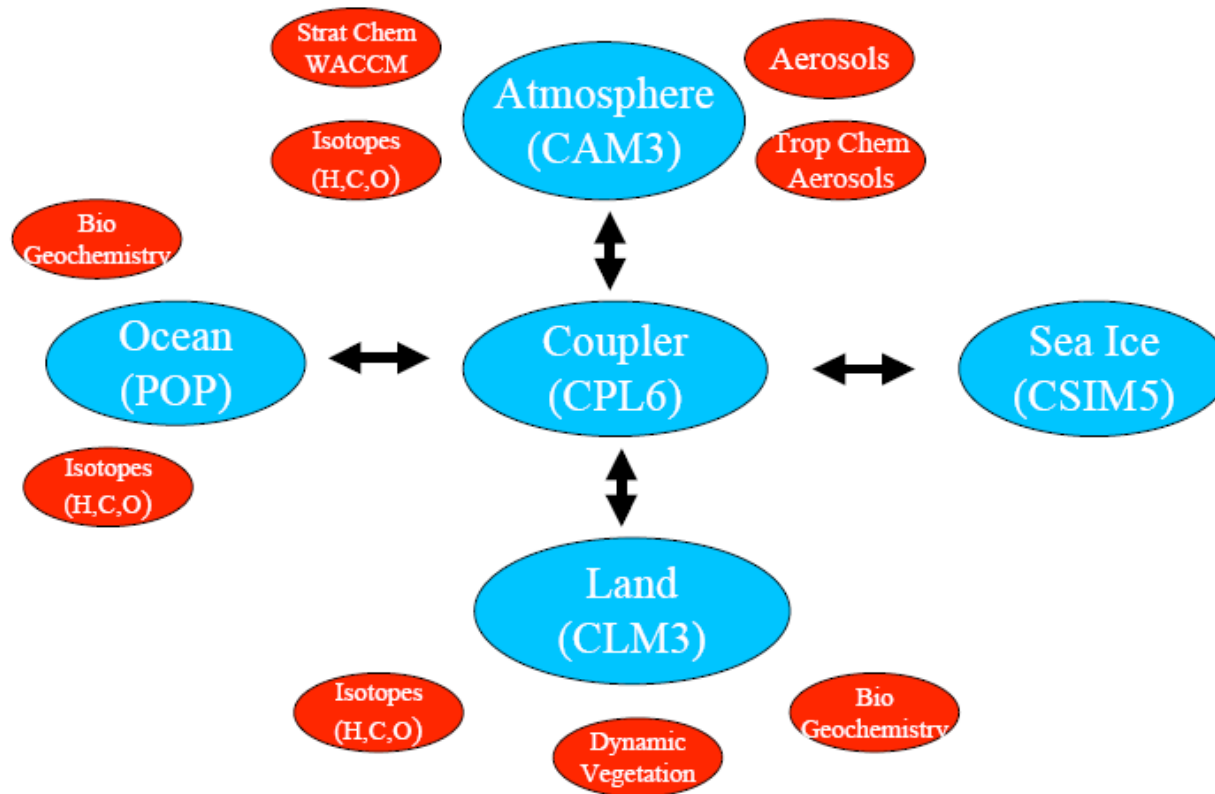 Strat Chem
WACCM
Aerosols
Atmosphere
(CAM3)
Isotopes
(H,C,O)
Trop Chem
Aerosols
Bio
Geochemistry
Ocean
(POP)
Coupler
(CPL6)
Sea Ice
(CSIM5)
Isotopes
(H,C,O)
Land
(CLM3)
Isotopes
(H,C,O)
Bio
Geochemistry
Dynamic
Vegetation